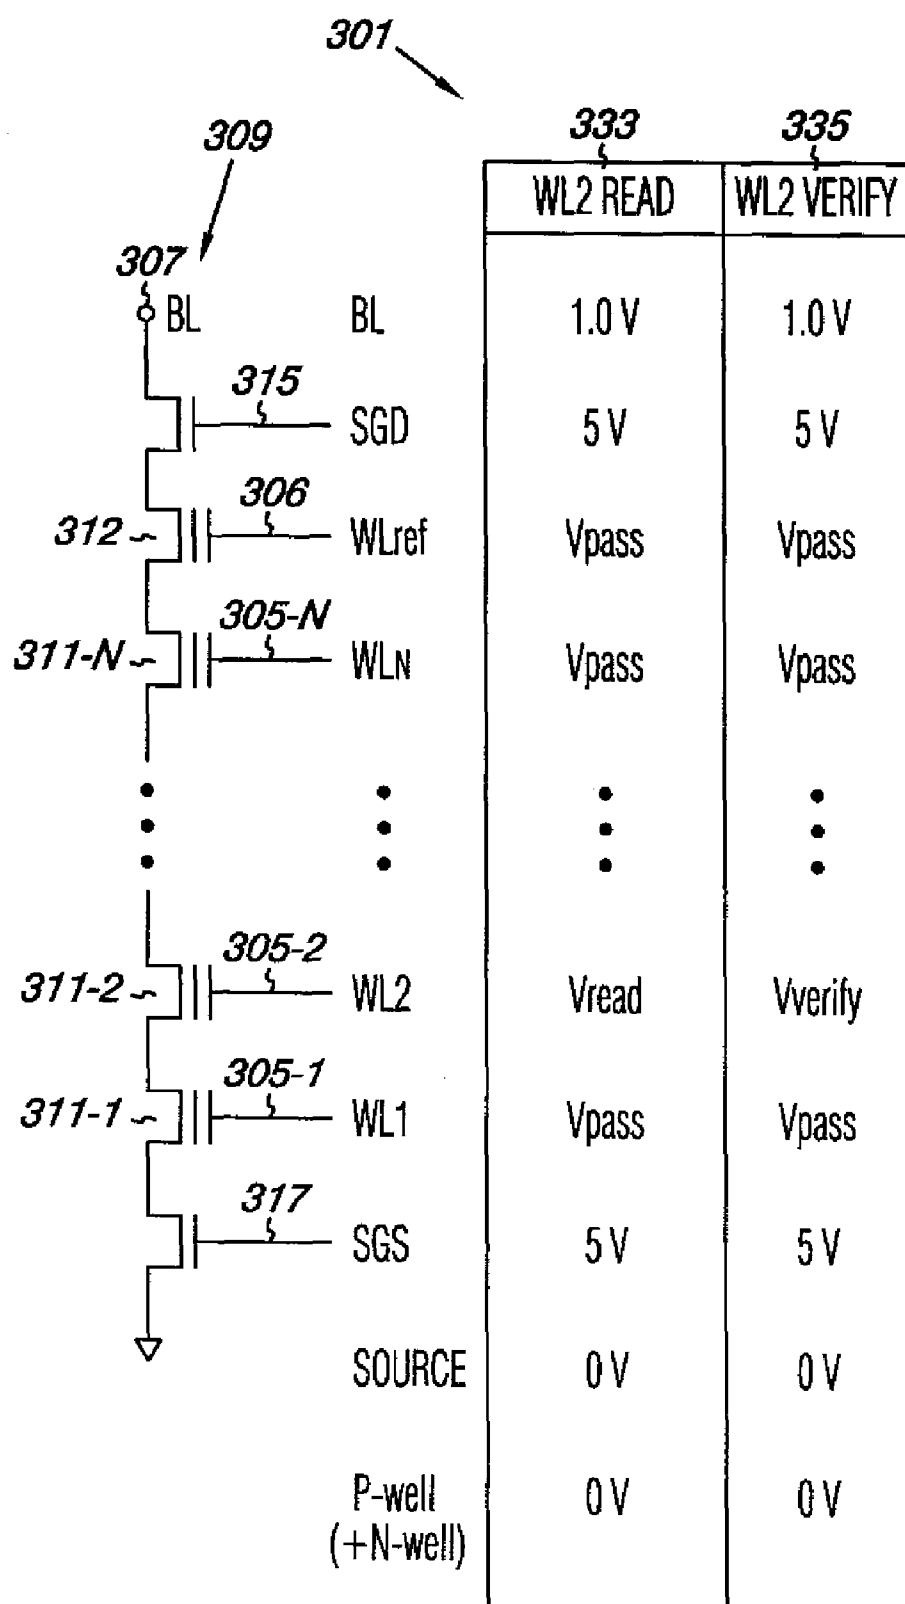 301
309
333 335
WL2 READ WL2 VERIFY
307
BL BL 1.0 V 1.0 V
315
SGD 5 V 5 V
306
312 WLref Vpass Vpass
305-N
311-N WLN Vpass Vpass
305-2
311-2 WL2 Vread Vverify
305-1
311-1 WL1 Vpass Vpass
317
SGS 5 V 5 V
SOURCE 0 V 0 V
P-well 0 V 0 V
(+N-well)